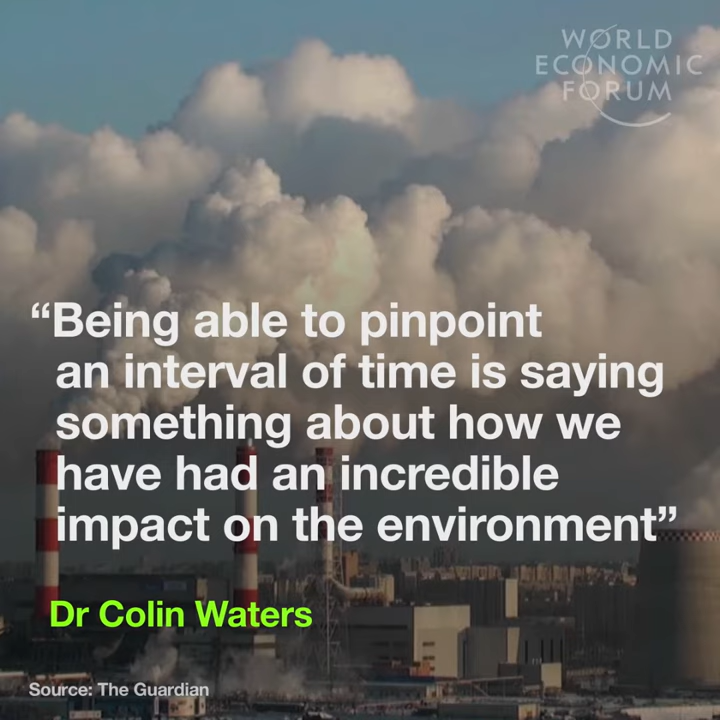 WORLD
ECONOMIC
FORUM
“Being able to pinpoint
an interval of time is saying
something about how we
have had an incredible
impact on the environment”
Dr Colin Waters
Source: The Guardian